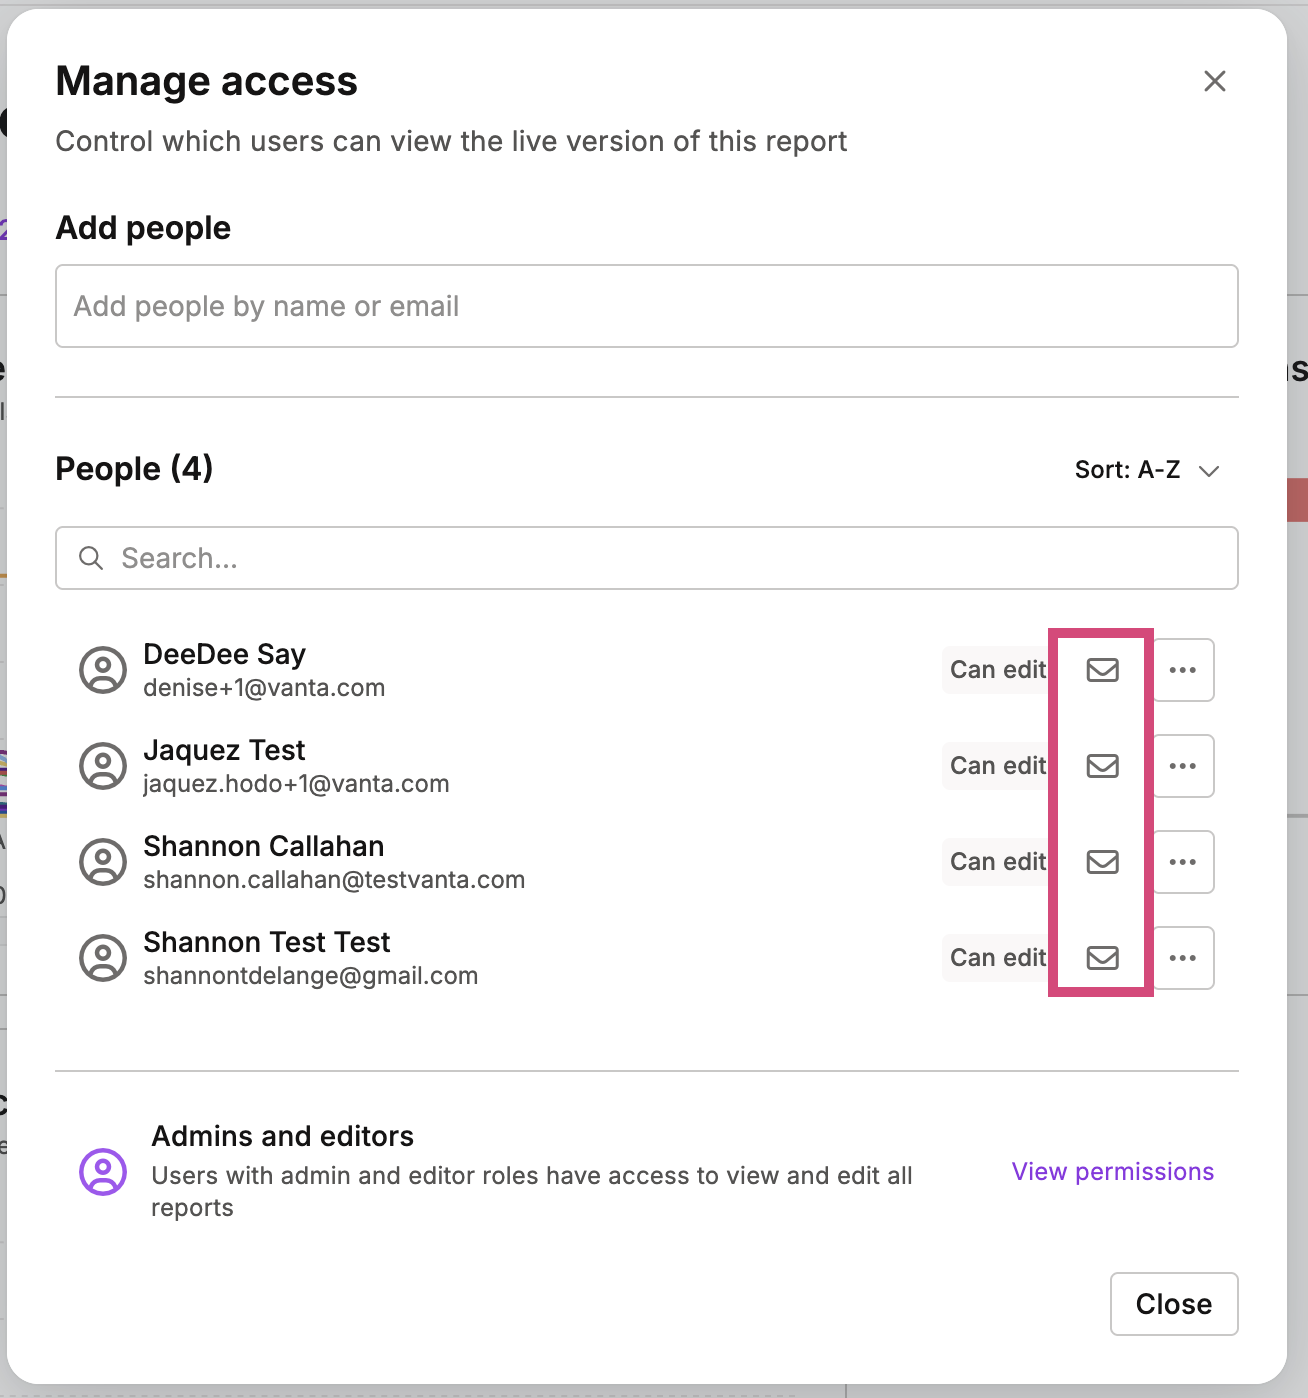 Manage access
Control which users can view the live version of this report
Add people
Add people by name or email
People (4)
Sort: A-Z
Search...
DeeDee Say
denise+1@vanta.com
Can edit
Jaquez Test
jaquez.hodo+1@vanta.com
Can edit
Shannon Callahan
shannon.callahan@testvanta.com
Can edit
Shannon Test Test
shannontdelange@gmail.com
Can edit
Admins and editors
Users with admin and editor roles have access to view and edit all
reports
View permissions
Close